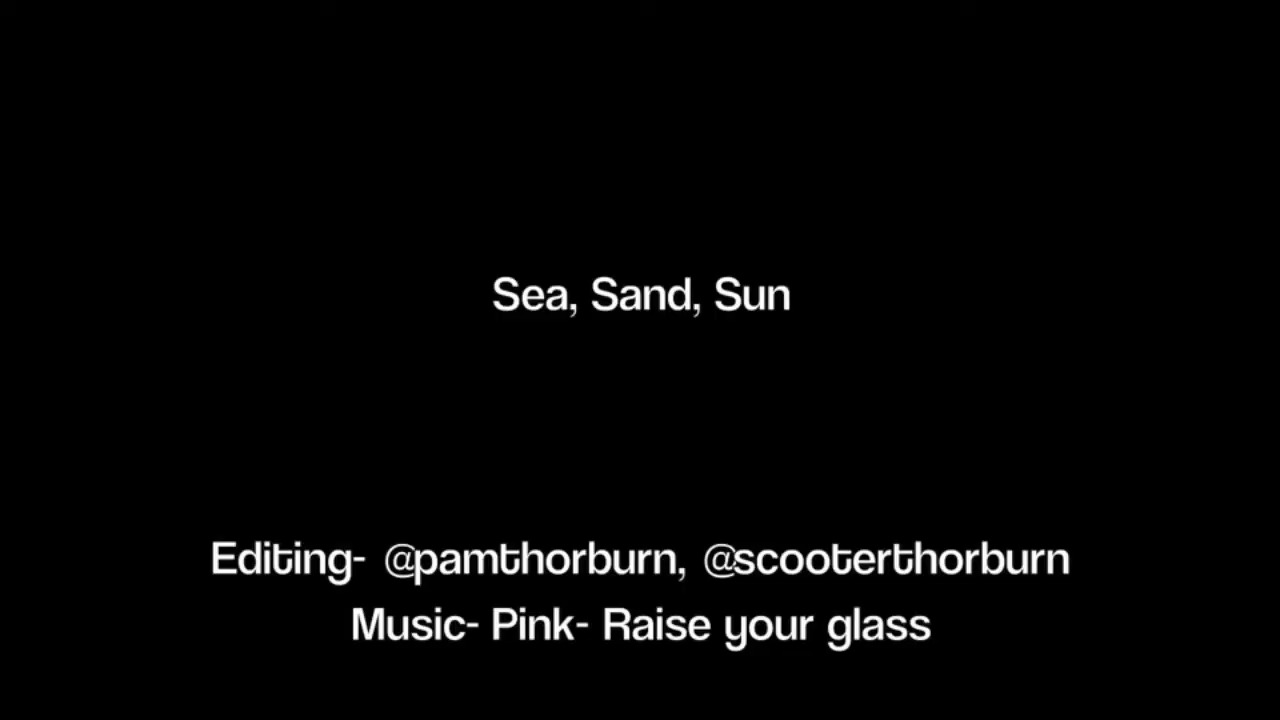 Sea, Sand, Sun
Editing- @pamthorburn, @scooterthorburn
Music- Pink- Raise your glass